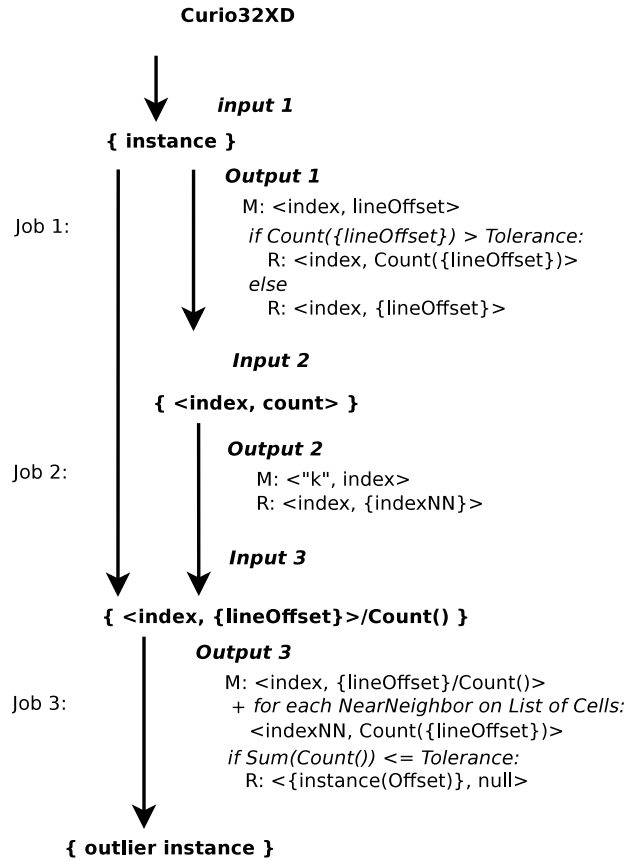 Curio32XD
input 1
{ instance }
Output 1
M: <index, lineOffset>
Job 1:
if Count({lineOffset}) > Tolerance:
R: <index, Count({lineOffset})>
else
R: <index, {lineOffset}>
Input 2
{ <index, count> }
Output 2
Job 2:
M: <"k", index>
R: <index, {indexNN}>
Input 3
{ <index, {lineOffset}>/Count() }
Output 3
M: <index, {lineOffset}/Count()>
Job 3:
+ for each NearNeighbor on List of Cells:
<indexNN, Count({lineOffset})>
if Sum(Count()) <= Tolerance:
R: <{instance(Offset)}, null>
{ outlier instance }